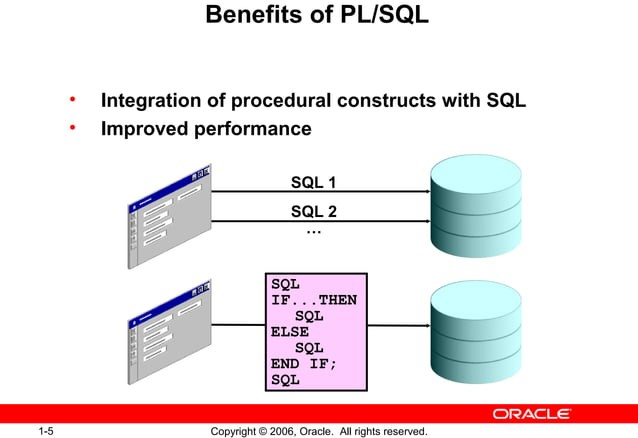 Benefits of PL/SQL
• Integration of procedural constructs with SQL
• Improved performance
SQL 1
SQL 2
…
SQL
IF...THEN
SQL
ELSE
SQL
END IF;
SQL
ORACLE
1-5 Copyright © 2006, Oracle. All rights reserved.